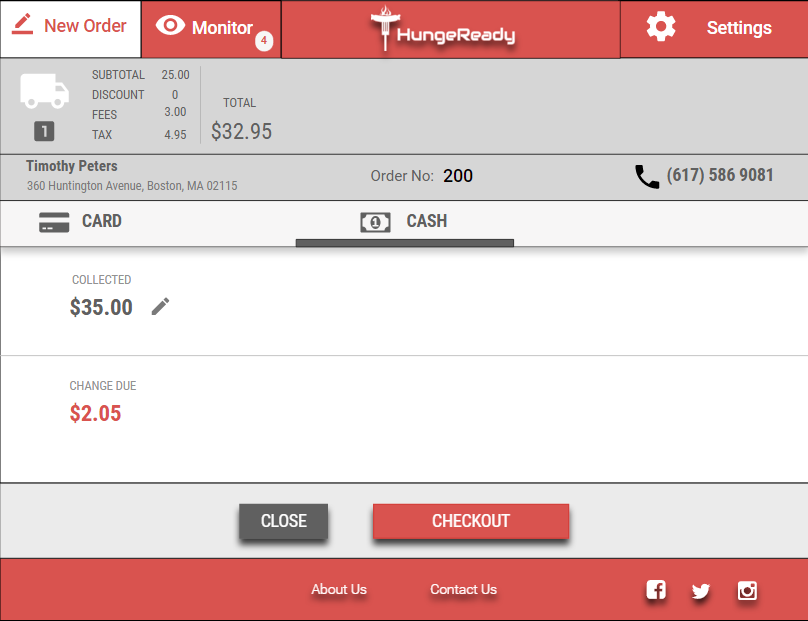 New Order
Monitor
4
HungeReady
Settings
SUBTOTAL 25.00
DISCOUNT 0
FEES 3.00
TAX 4.95
TOTAL
$32.95
1
Timothy Peters
360 Huntington Avenue, Boston, MA 02115
Order No: 200
(617) 586 9081
CARD
1
CASH
COLLECTED
$35.00
CHANGE DUE
$2.05
CLOSE
CHECKOUT
About Us
Contact Us